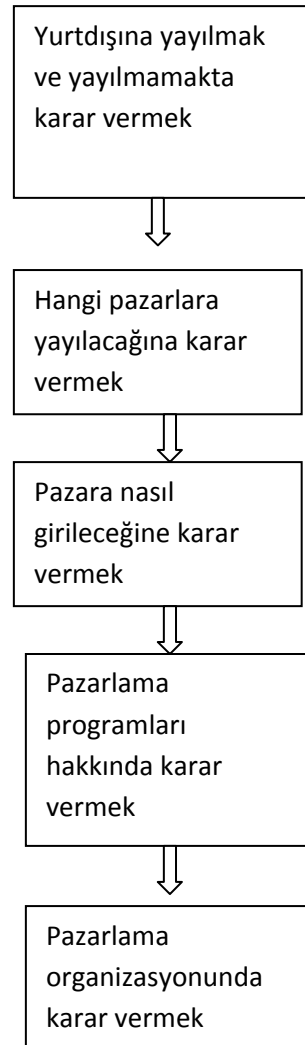 Yurtdışına yayılmak
ve yayılmamakta
karar vermek
Hangi pazarlara
yayılacağına karar
vermek
Pazara nasıl
girileceğine karar
vermek
Pazarlama
programları
hakkında karar
vermek
Pazarlama
organizasyonunda
karar vermek